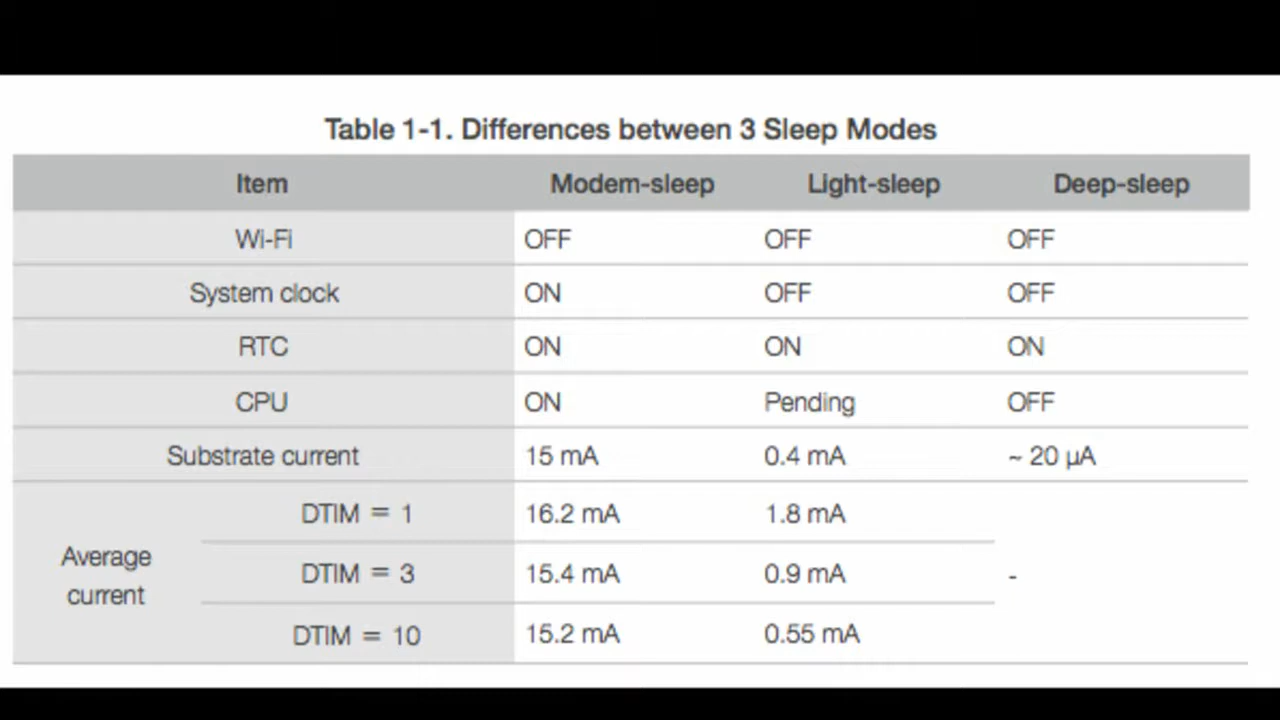 Table 1-1. Differences between 3 Sleep Modes
Item Modem-sleep Light-sleep Deep-sleep
Wi-Fi OFF OFF OFF
System clock ON OFF OFF
RTC ON ON ON
CPU ON Pending OFF
Substrate current 15 mA 0.4 mA ~ 20 μA
Average current
DTIM = 1 16.2 mA 1.8 mA
DTIM = 3 15.4 mA 0.9 mA -
DTIM = 10 15.2 mA 0.55 mA